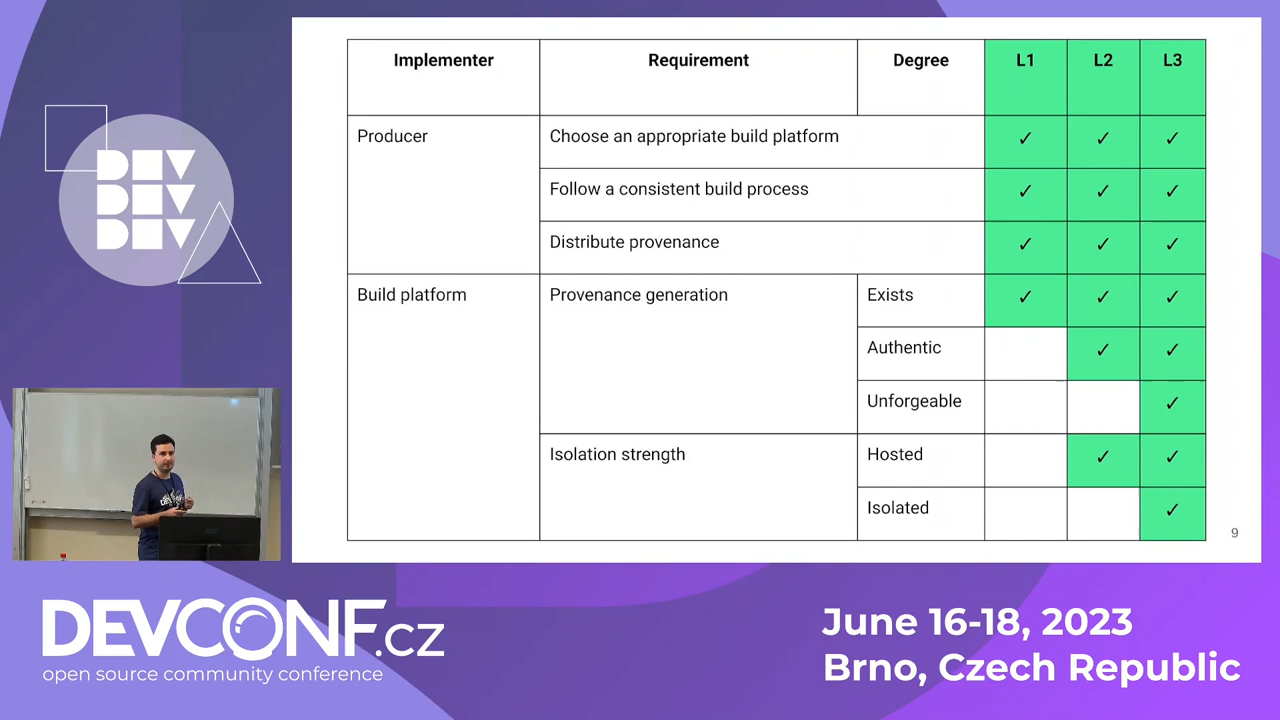 Implementer Requirement Degree L1 L2 L3
Producer Choose an appropriate build platform ✓ ✓ ✓
Follow a consistent build process ✓ ✓ ✓
Distribute provenance ✓ ✓ ✓
Build platform Provenance generation Exists ✓ ✓ ✓
Authentic ✓ ✓
Unforgeable ✓
Isolation strength Hosted ✓ ✓
Isolated ✓
9
DEV
DEV
DEV
DEVCONF.cz
open source community conference
June 16-18, 2023
Brno, Czech Republic